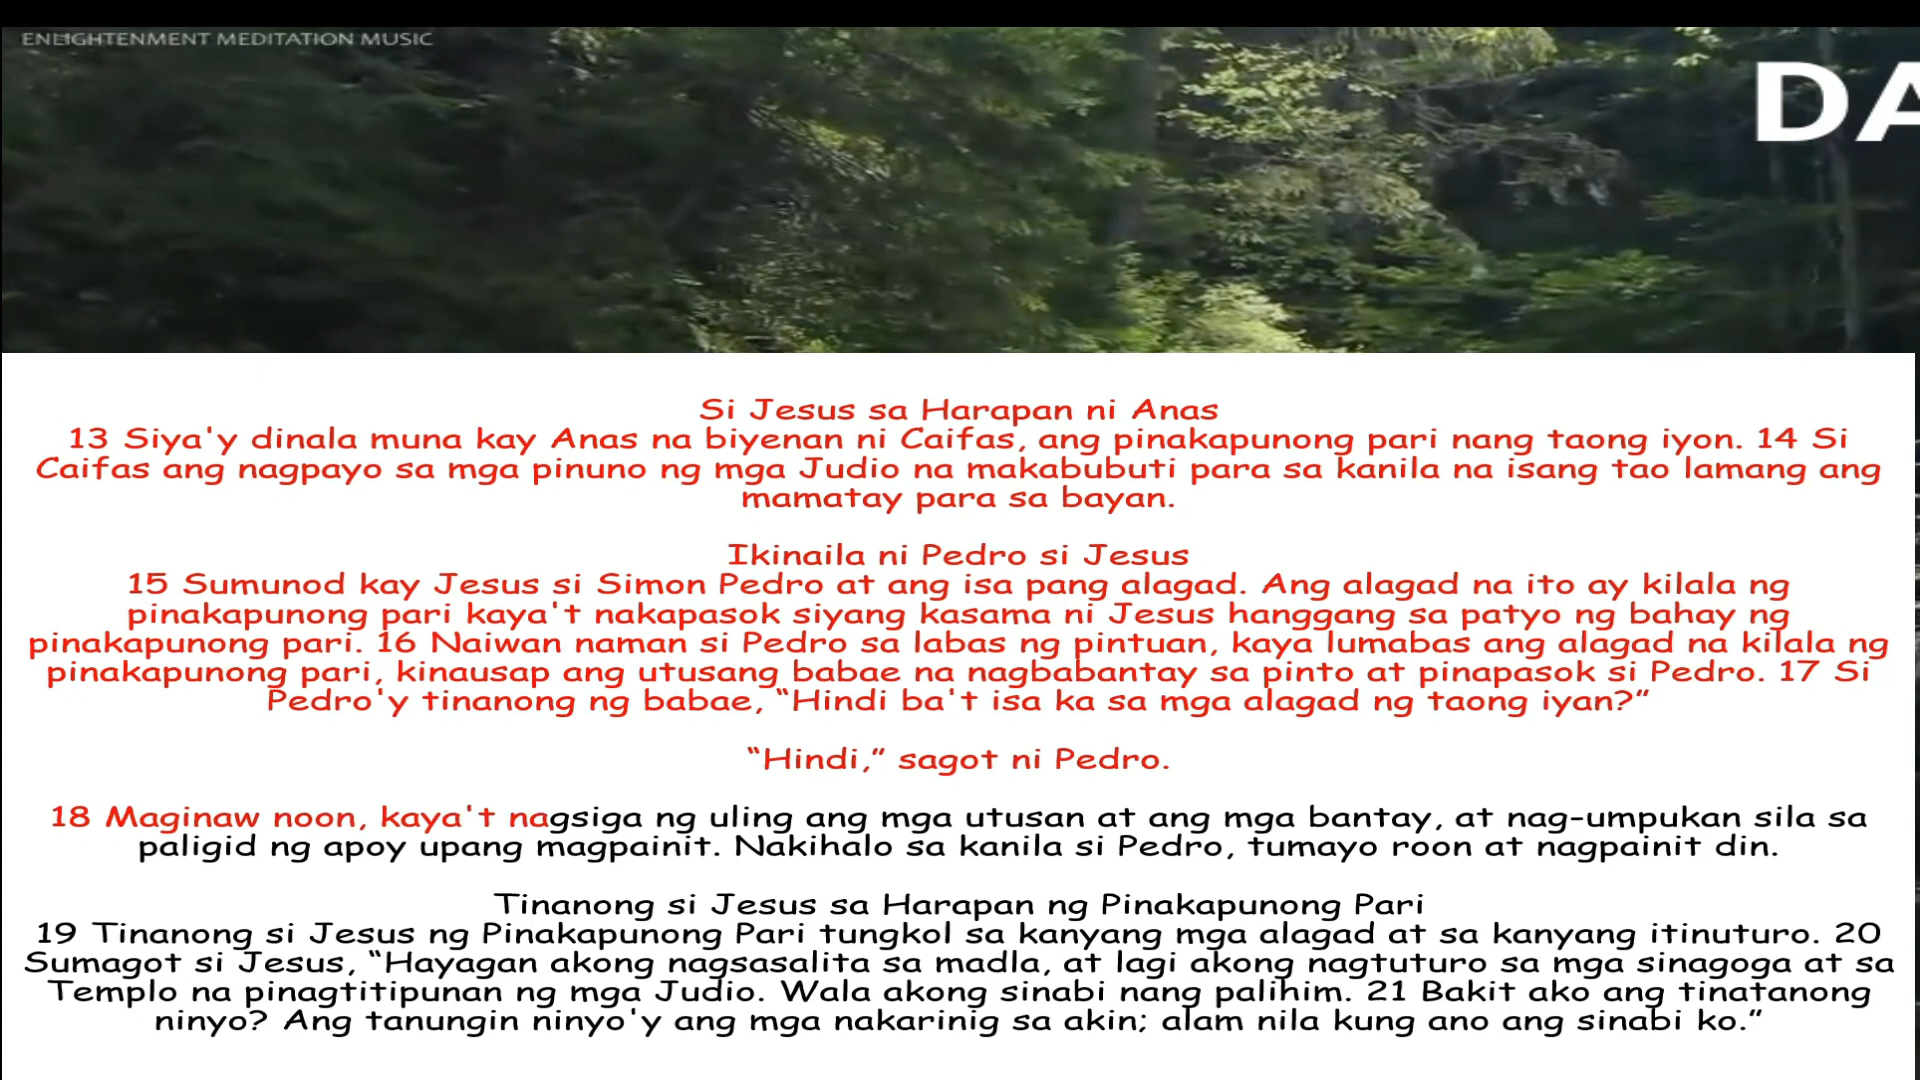 ENLIGHTENMENT MEDITATION MUSIC
DA
Si Jesus sa Harapan ni Anas
13 Siya'y dinala muna kay Anas na biyenan ni Caifas, ang pinakapunong pari nang taong iyon. 14 Si
Caifas ang nagpayo sa mga pinuno ng mga Judio na makabubuti para sa kanila na isang tao lamang ang
mamatay para sa bayan.
Ikinaila ni Pedro si Jesus
15 Sumunod kay Jesus si Simon Pedro at ang isa pang alagad. Ang alagad na ito ay kilala ng
pinakapunong pari kaya't nakapasok siyang kasama ni Jesus hanggang sa patyo ng bahay ng
pinakapunong pari. 16 Naiwan naman si Pedro sa labas ng pintuan, kaya lumabas ang alagad na kilala ng
pinakapunong pari, kinausap ang utusang babae na nagbabantay sa pinto at pinapasok si Pedro. 17 Si
Pedro'y tinanong ng babae, “Hindi ba't isa ka sa mga alagad ng taong iyan?”
“Hindi,” sagot ni Pedro.
18 Maginaw noon, kaya't nagsiga ng uling ang mga utusan at ang mga bantay, at nag-umpukan sila sa
paligid ng apoy upang magpainit. Nakihalo sa kanila si Pedro, tumayo roon at nagpainit din.
Tinanong si Jesus sa Harapan ng Pinakapunong Pari
19 Tinanong si Jesus ng Pinakapunong Pari tungkol sa kanyang mga alagad at sa kanyang itinuturo. 20
Sumagot si Jesus, “Hayagan akong nagsasalita sa madla, at lagi akong nagtuturo sa mga sinagoga at sa
Templo na pinagtitipunan ng mga Judio. Wala akong sinabi nang palihim. 21 Bakit ako ang tinatanong
ninyo? Ang tanungin ninyo'y ang mga nakarinig sa akin; alam nila kung ano ang sinabi ko.”